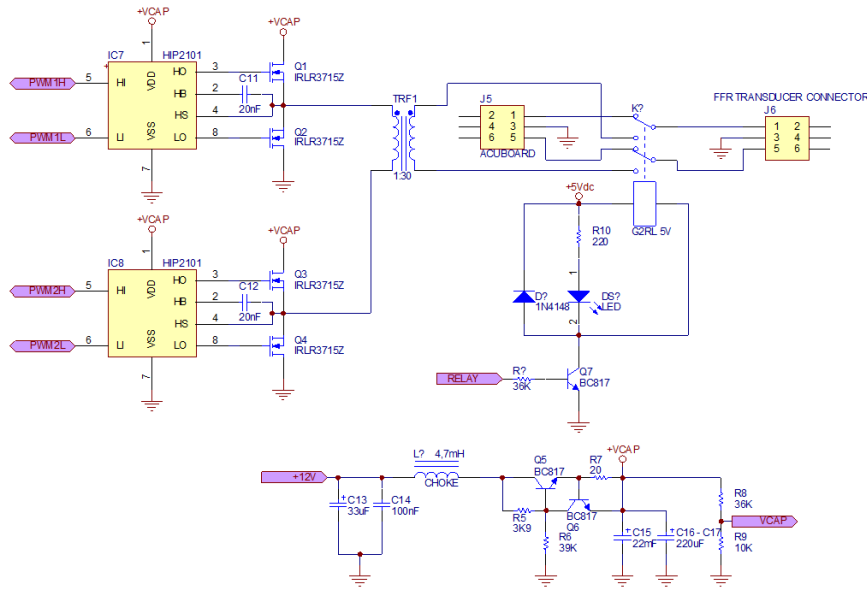 +VCAP
+VCAP
1
IC7
HIP2101
Q1
IRLR3715Z
PWM1H
5
HI
VDD
HO
3
HB
2
C11
20nF
HS
4
PWM1L
6
LI
VSS
LO
8
Q2
IRLR3715Z
7
TRF1
1:30
J5
2 1
4 3
6 5
ACUBOARD
K?
FFR TRANSDUCER CONNECTOR
J6
1 2
3 4
5 6
+5Vdc
R10
220
G2RL 5V
1
D?
1N4148
DS?
LED
2
+VCAP
+VCAP
1
IC8
HIP2101
Q3
IRLR3715Z
PWM2H
5
HI
VDD
HO
3
HB
2
C12
20nF
HS
4
PWM2L
6
LI
VSS
LO
8
Q4
IRLR3715Z
7
RELAY
R?
36K
Q7
BC817
+12V
L? 4,7mH
CHOKE
+
C13
33uF
C14
100nF
Q5
BC817
R7
20
+VCAP
R5
3K9
R6
39K
BC817
Q6
+
C15
22mF
+
C16 - C17
220uF
R8
36K
VCAP
R9
10K